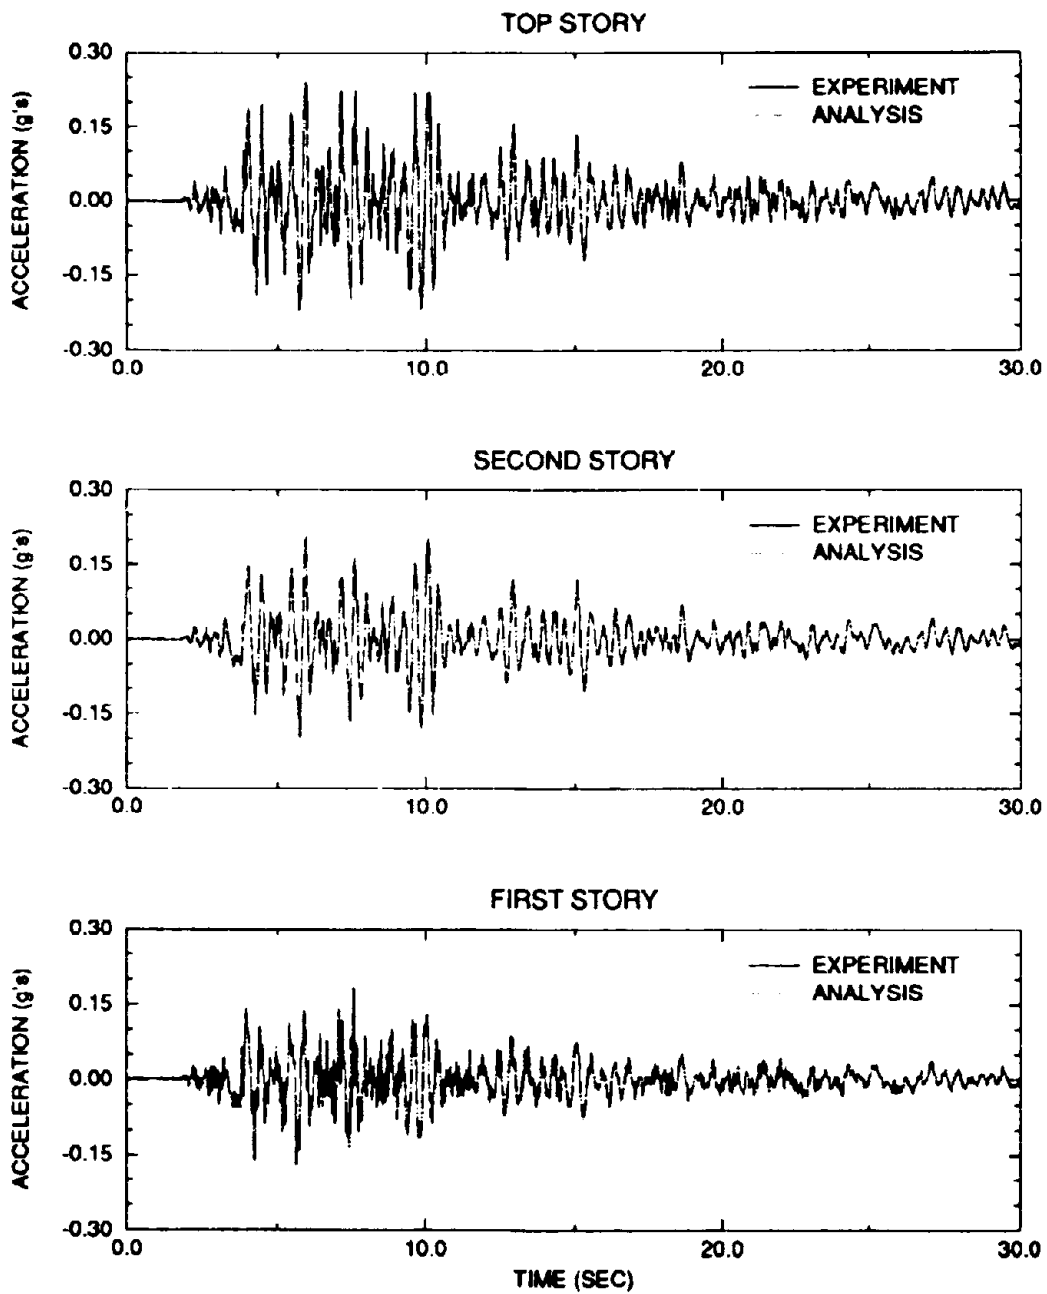 TOP STORY
ACCELERATION (g's)
0.30
0.15
0.00
-0.15
-0.30
EXPERIMENT
ANALYSIS
0.0 10.0 20.0 30.0
SECOND STORY
ACCELERATION (g's)
0.30
0.15
0.00
-0.15
-0.30
EXPERIMENT
ANALYSIS
0.0 10.0 20.0 30.0
FIRST STORY
ACCELERATION (g's)
0.30
0.15
0.00
-0.15
-0.30
EXPERIMENT
ANALYSIS
0.0 10.0 20.0 30.0
TIME (SEC)